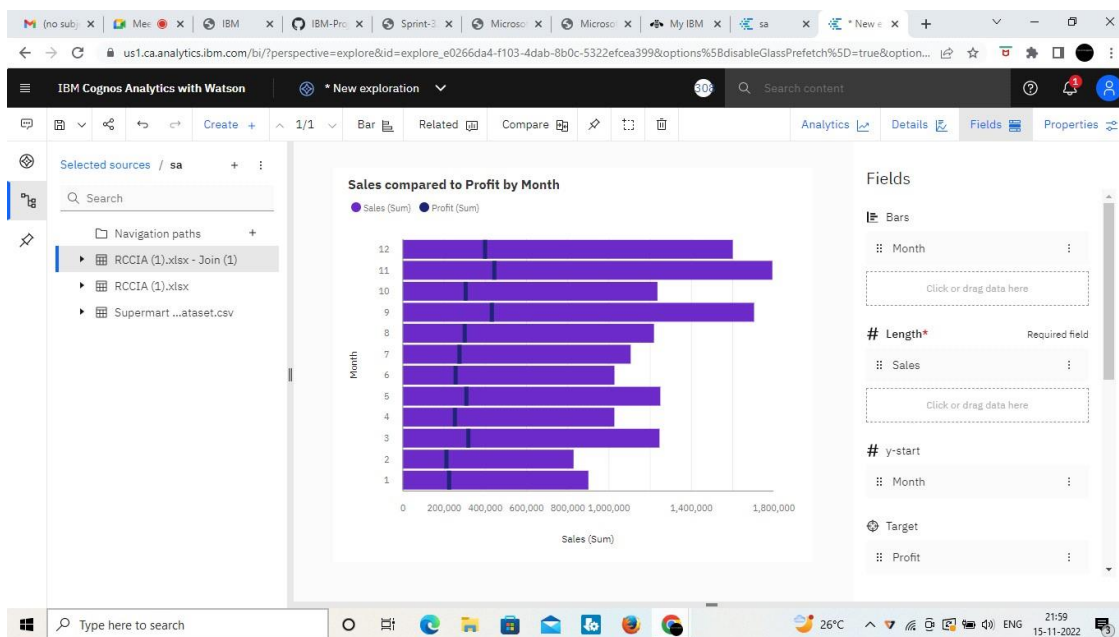 (no subj
Mee
IBM
IBM-Pro
Sprint-3
Microso
Microso
My IBM
sa
* New e
us1.ca.analytics.ibm.com/bi/?perspective=explore&id=explore_e0266da4-f103-4dab-8b0c-5322efcea399&options%5BdisableGlassPrefetch%5D=true&option...
IBM Cognos Analytics with Watson
* New exploration
308
Search content
1
Create +
1/1
Bar
Related
Compare
Analytics
Details
Fields
Properties
Selected sources / sa
Search
Navigation paths
RCCIA (1).xlsx - Join (1)
RCCIA (1).xlsx
Supermart ...ataset.csv
Sales compared to Profit by Month
Sales (Sum) Profit (Sum)
Month
12
11
10
9
8
7
6
5
4
3
2
1
0 200,000 400,000 600,000 800,000 1,000,000 1,400,000 1,800,000
Sales (Sum)
Fields
Bars
Month
Click or drag data here
# Length* Required field
Sales
Click or drag data here
# y-start
Month
Target
Profit
Type here to search
26°C
ENG
21:59
15-11-2022